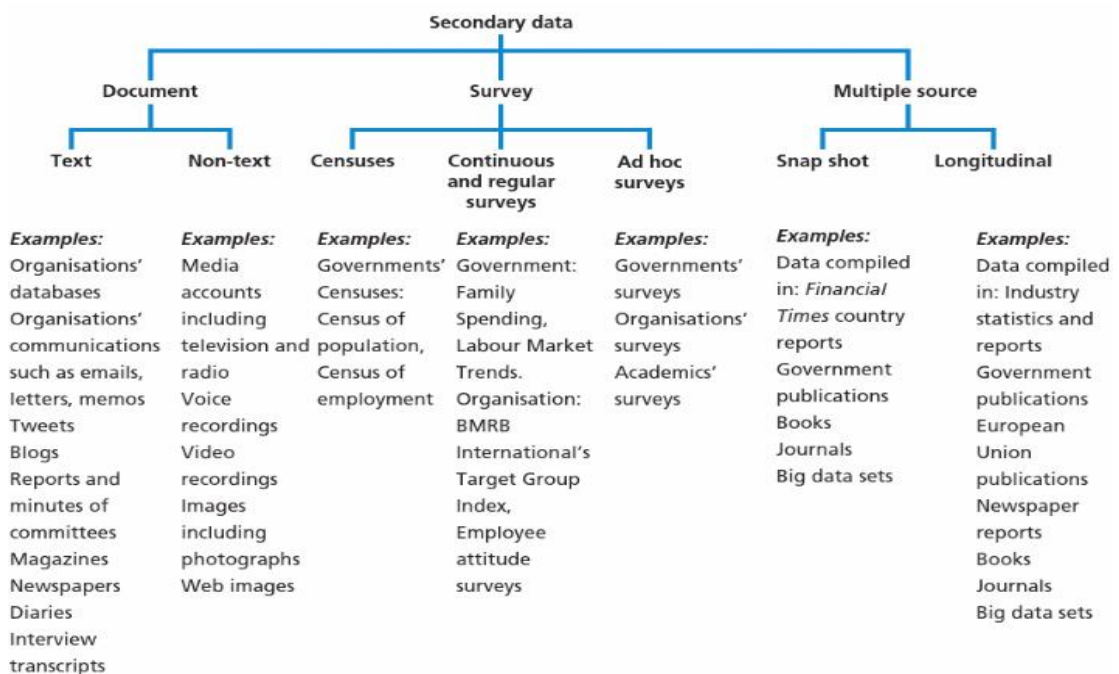 Secondary data
Document
Survey
Multiple source
Text
Non-text
Censuses
Continuous
and regular
surveys
Ad hoc
surveys
Snap shot
Longitudinal
Examples:
Organisations’
databases
Organisations’
communications
such as emails,
letters, memos
Tweets
Blogs
Reports and
minutes of
committees
Magazines
Newspapers
Diaries
Interview
transcripts
Examples:
Media
accounts
including
television and
radio
Voice
recordings
Video
recordings
Images
including
photographs
Web images
Examples:
Governments’
Censuses:
Census of
population,
Census of
employment
Examples:
Government:
Family
Spending,
Labour Market
Trends.
Organisation:
BMRB
International’s
Target Group
Index,
Employee
attitude
surveys
Examples:
Governments’
surveys
Organisations’
surveys
Academics’
surveys
Examples:
Data compiled
in: Financial
Times country
reports
Government
publications
Books
Journals
Big data sets
Examples:
Data compiled
in: Industry
statistics and
reports
Government
publications
European
Union
publications
Newspaper
reports
Books
Journals
Big data sets